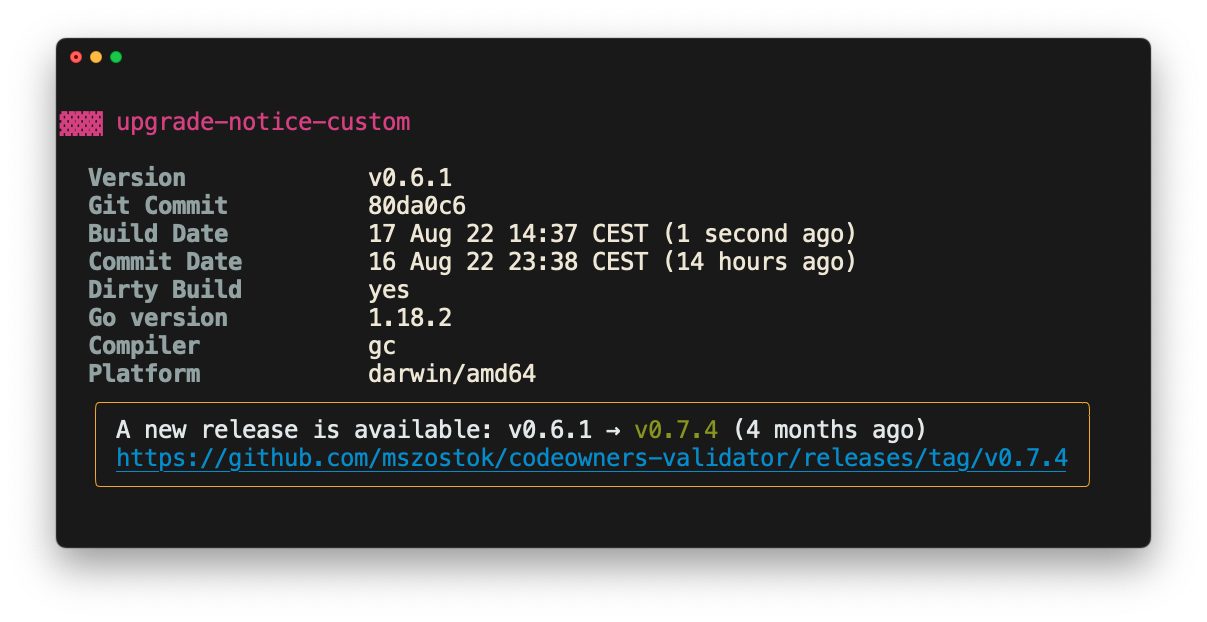 upgrade-notice-custom
Version v0.6.1
Git Commit 80da0c6
Build Date 17 Aug 22 14:37 CEST (1 second ago)
Commit Date 16 Aug 22 23:38 CEST (14 hours ago)
Dirty Build yes
Go version 1.18.2
Compiler gc
Platform darwin/amd64
A new release is available: v0.6.1 → v0.7.4 (4 months ago)
https://github.com/mszostok/codeowners-validator/releases/tag/v0.7.4